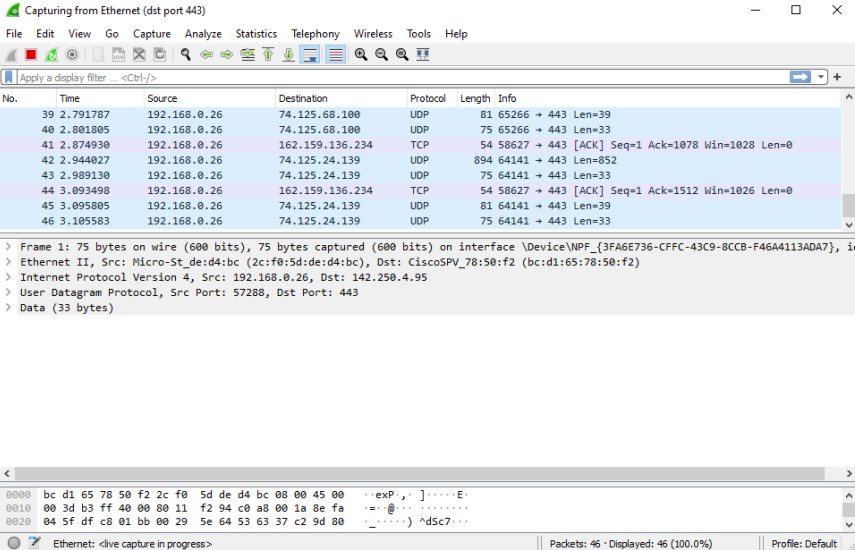 Capturing from Ethernet (dst port 443)
File Edit View Go Capture Analyze Statistics Telephony Wireless Tools Help
Apply a display filter ... <Ctrl-/>
No. Time Source Destination Protocol Length Info
39 2.791787 192.168.0.26 74.125.68.100 UDP 81 65266 → 443 Len=39
40 2.801805 192.168.0.26 74.125.68.100 UDP 75 65266 → 443 Len=33
41 2.874930 192.168.0.26 162.159.136.234 TCP 54 58627 → 443 [ACK] Seq=1 Ack=1078 Win=1028 Len=0
42 2.944027 192.168.0.26 74.125.24.139 UDP 894 64141 → 443 Len=852
43 2.989130 192.168.0.26 74.125.24.139 UDP 75 64141 → 443 Len=33
44 3.093498 192.168.0.26 162.159.136.234 TCP 54 58627 → 443 [ACK] Seq=1 Ack=1512 Win=1026 Len=0
45 3.095805 192.168.0.26 74.125.24.139 UDP 81 64141 → 443 Len=39
46 3.105583 192.168.0.26 74.125.24.139 UDP 75 64141 → 443 Len=33
Frame 1: 75 bytes on wire (600 bits), 75 bytes captured (600 bits) on interface \Device\NPF_{3FA6E736-CFFC-43C9-8CCB-F46A4113ADA7}, i
Ethernet II, Src: Micro-St_de:d4:bc (2c:f0:5d:de:d4:bc), Dst: CiscoSPV_78:50:f2 (bc:d1:65:78:50:f2)
Internet Protocol Version 4, Src: 192.168.0.26, Dst: 142.250.4.95
User Datagram Protocol, Src Port: 57288, Dst Port: 443
Data (33 bytes)
0000 bc d1 65 78 50 f2 2c f0 5d de d4 bc 08 00 45 00 ··exP·,· ]·····E·
0010 00 3d b3 ff 40 00 80 11 f2 94 c0 a8 00 1a 8e fa ·=··@··· ········
0020 04 5f df c8 01 bb 00 29 5e 64 53 63 37 c2 9d 80 ·_·····) ^dSc7···
Ethernet: <live capture in progress> Packets: 46 · Displayed: 46 (100.0%) Profile: Default